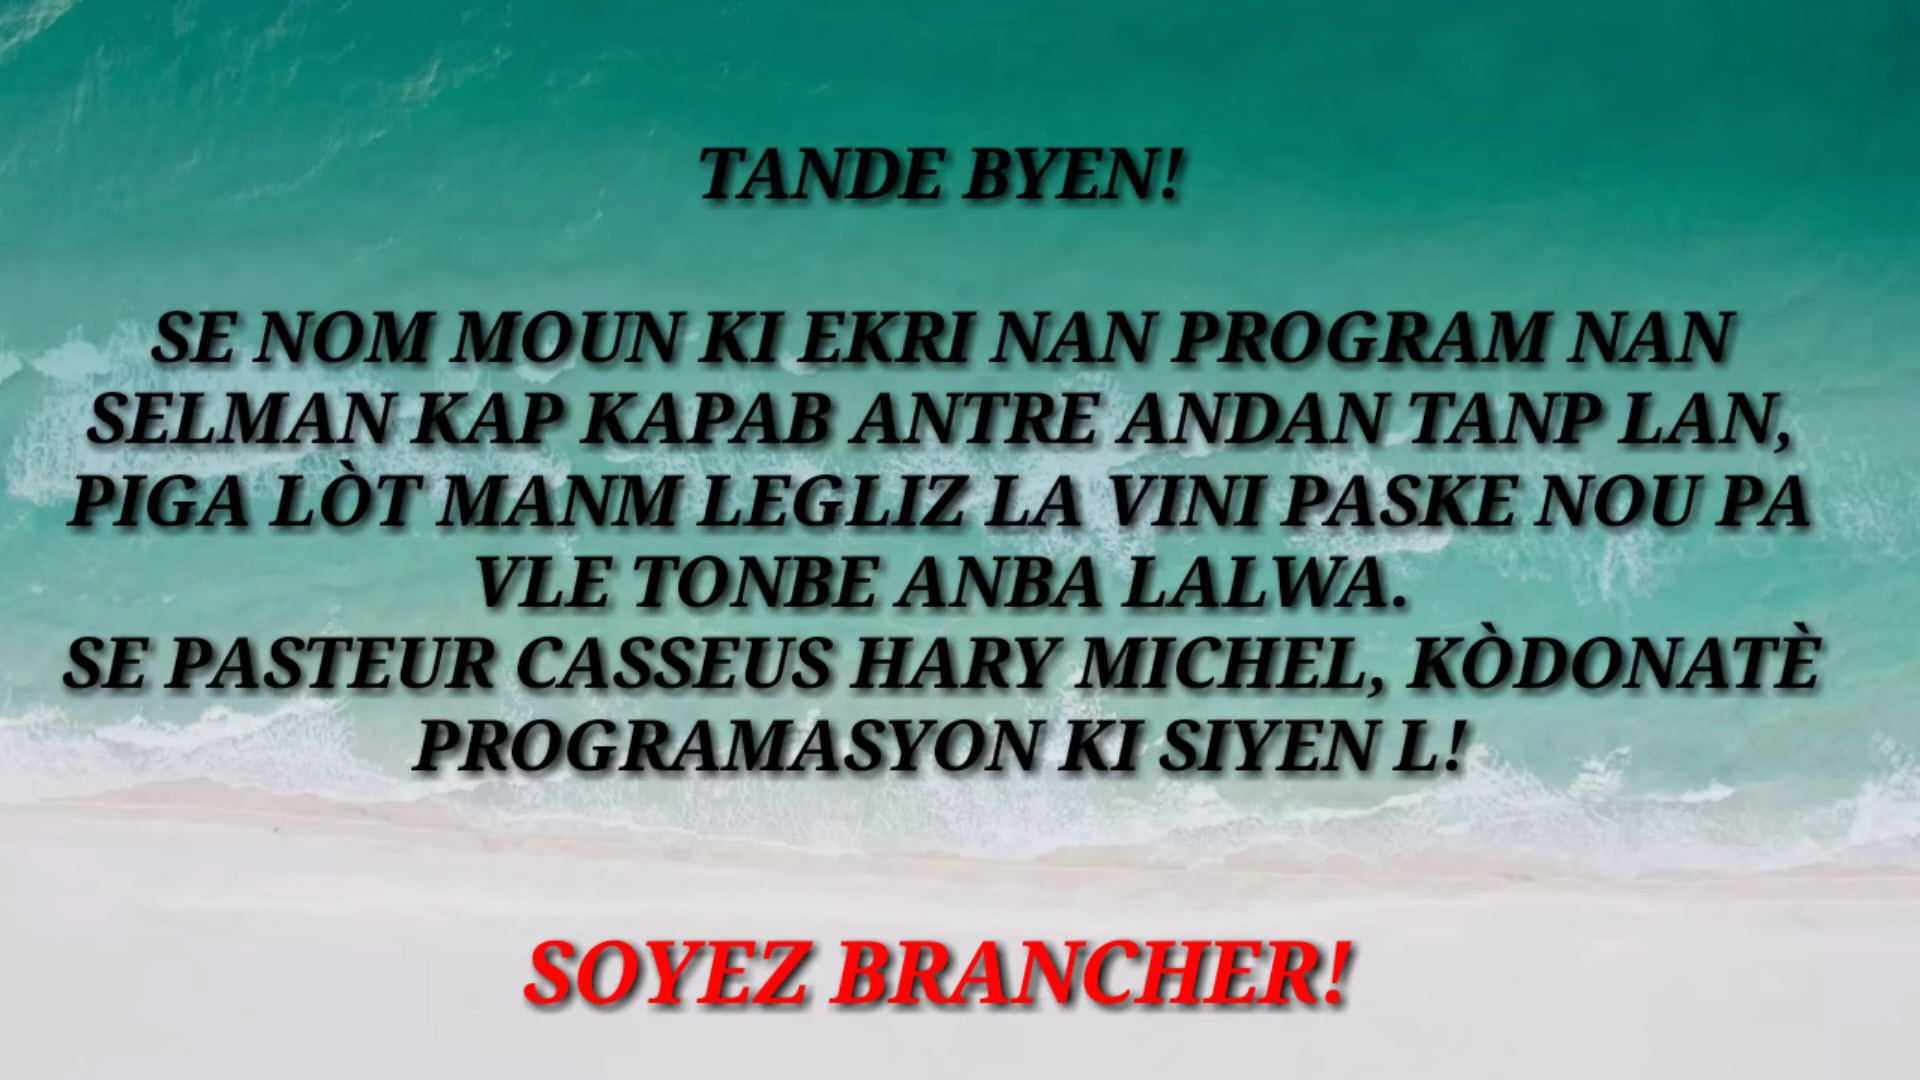 TANDE BYEN!
SE NOM MOUN KI EKRI NAN PROGRAM NAN
SELMAN KAP KAPAB ANTRE ANDAN TANP LAN,
PIGA LÒT MANM LEGLIZ LA VINI PASKE NOU PA
VLE TONBE ANBA LALWA.
SE PASTEUR CASSEUS HARY MICHEL, KÒDONATÈ
PROGRAMASYON KI SIYEN L!
SOYEZ BRANCHER!